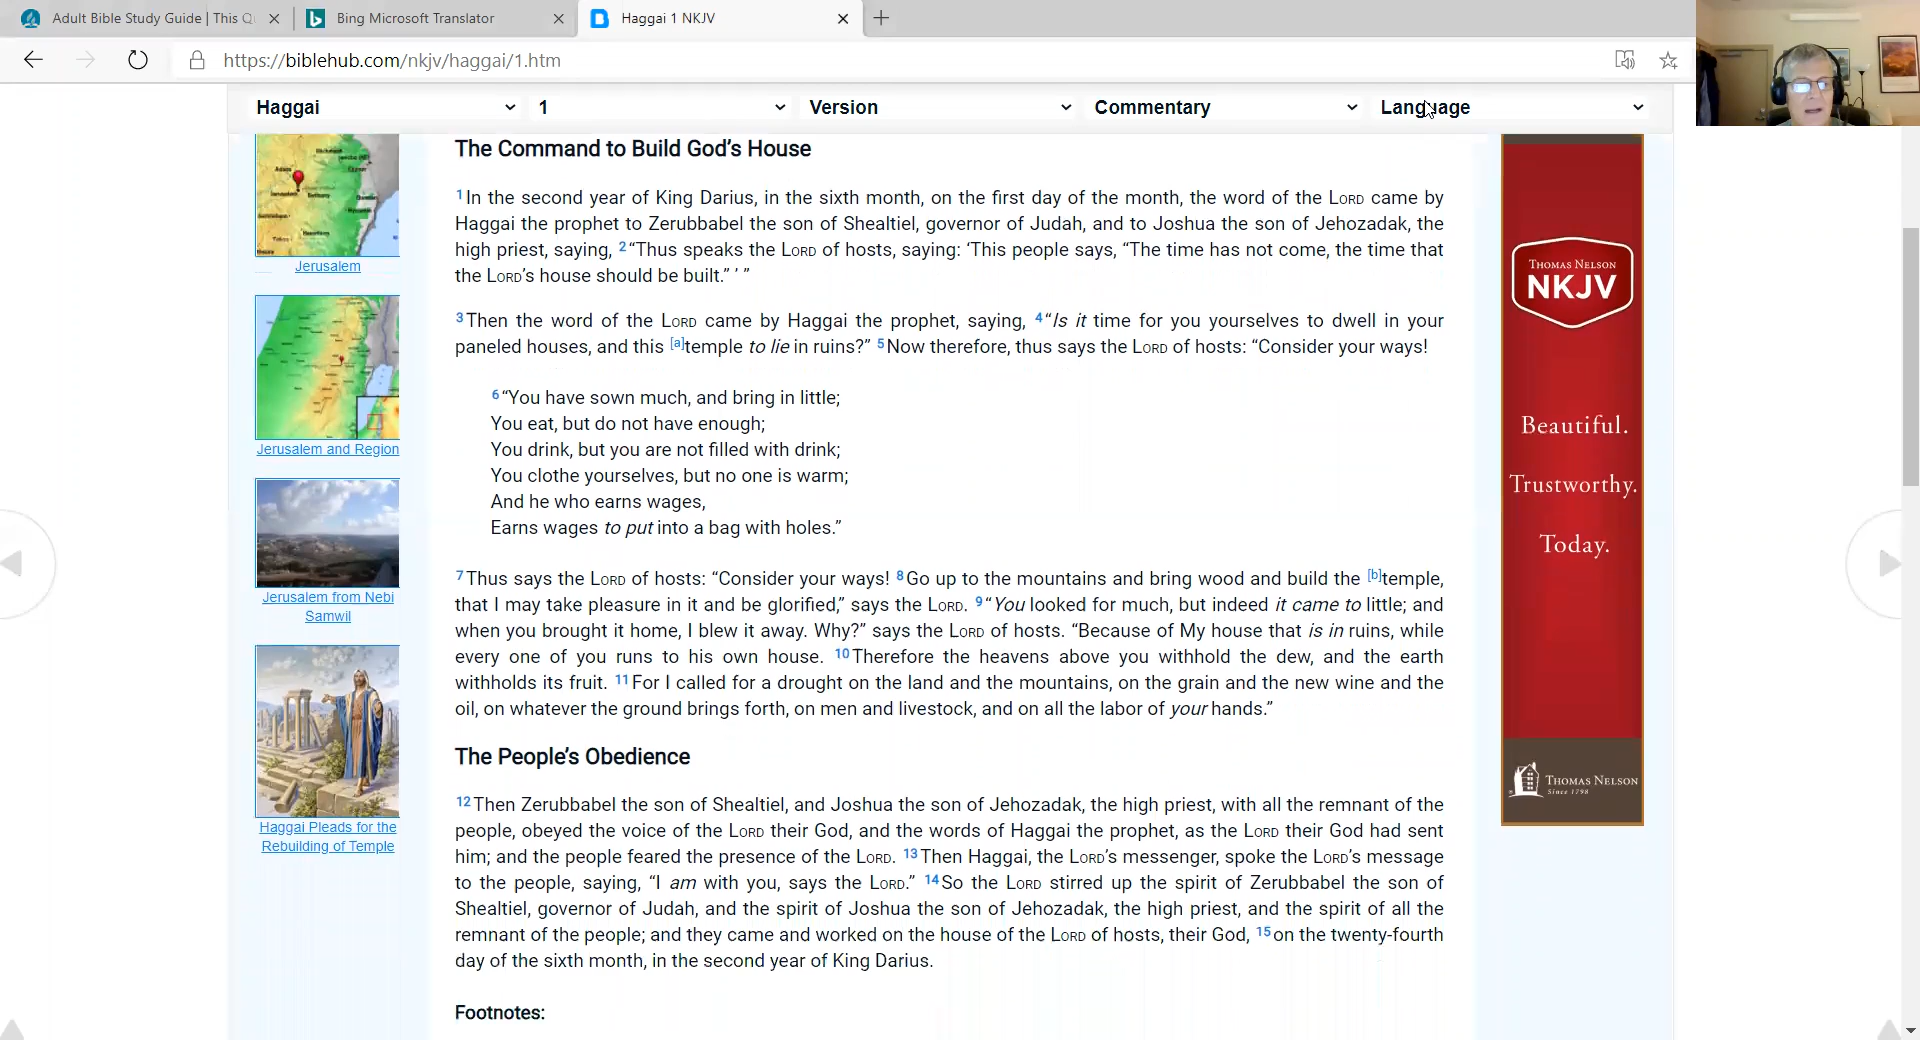 Adult Bible Study Guide | This Q
Bing Microsoft Translator
Haggai 1 NKJV
https://biblehub.com/nkjv/haggai/1.htm
Haggai
1
Version
Commentary
Language
Jerusalem
Jerusalem and Region
Jerusalem from Nebi
Samwil
Haggai Pleads for the
Rebuilding of Temple
The Command to Build God’s House
1 In the second year of King Darius, in the sixth month, on the first day of the month, the word of the LORD came by
Haggai the prophet to Zerubbabel the son of Shealtiel, governor of Judah, and to Joshua the son of Jehozadak, the
high priest, saying, 2 “Thus speaks the LORD of hosts, saying: ‘This people says, “The time has not come, the time that
the LORD’s house should be built.” ’ ”
3 Then the word of the LORD came by Haggai the prophet, saying, 4 “Is it time for you yourselves to dwell in your
paneled houses, and this [a]temple to lie in ruins?” 5 Now therefore, thus says the LORD of hosts: “Consider your ways!
6 “You have sown much, and bring in little;
You eat, but do not have enough;
You drink, but you are not filled with drink;
You clothe yourselves, but no one is warm;
And he who earns wages,
Earns wages to put into a bag with holes.”
7 Thus says the LORD of hosts: “Consider your ways! 8 Go up to the mountains and bring wood and build the [b]temple,
that I may take pleasure in it and be glorified,” says the LORD. 9 “You looked for much, but indeed it came to little; and
when you brought it home, I blew it away. Why?” says the LORD of hosts. “Because of My house that is in ruins, while
every one of you runs to his own house. 10 Therefore the heavens above you withhold the dew, and the earth
withholds its fruit. 11 For I called for a drought on the land and the mountains, on the grain and the new wine and the
oil, on whatever the ground brings forth, on men and livestock, and on all the labor of your hands.”
The People’s Obedience
12 Then Zerubbabel the son of Shealtiel, and Joshua the son of Jehozadak, the high priest, with all the remnant of the
people, obeyed the voice of the LORD their God, and the words of Haggai the prophet, as the LORD their God had sent
him; and the people feared the presence of the LORD. 13 Then Haggai, the LORD’s messenger, spoke the LORD’s message
to the people, saying, “I am with you, says the LORD.” 14 So the LORD stirred up the spirit of Zerubbabel the son of
Shealtiel, governor of Judah, and the spirit of Joshua the son of Jehozadak, the high priest, and the spirit of all the
remnant of the people; and they came and worked on the house of the LORD of hosts, their God, 15 on the twenty-fourth
day of the sixth month, in the second year of King Darius.
Footnotes:
THOMAS NELSON
NKJV
Beautiful.
Trustworthy.
Today.
THOMAS NELSON
Since 1798